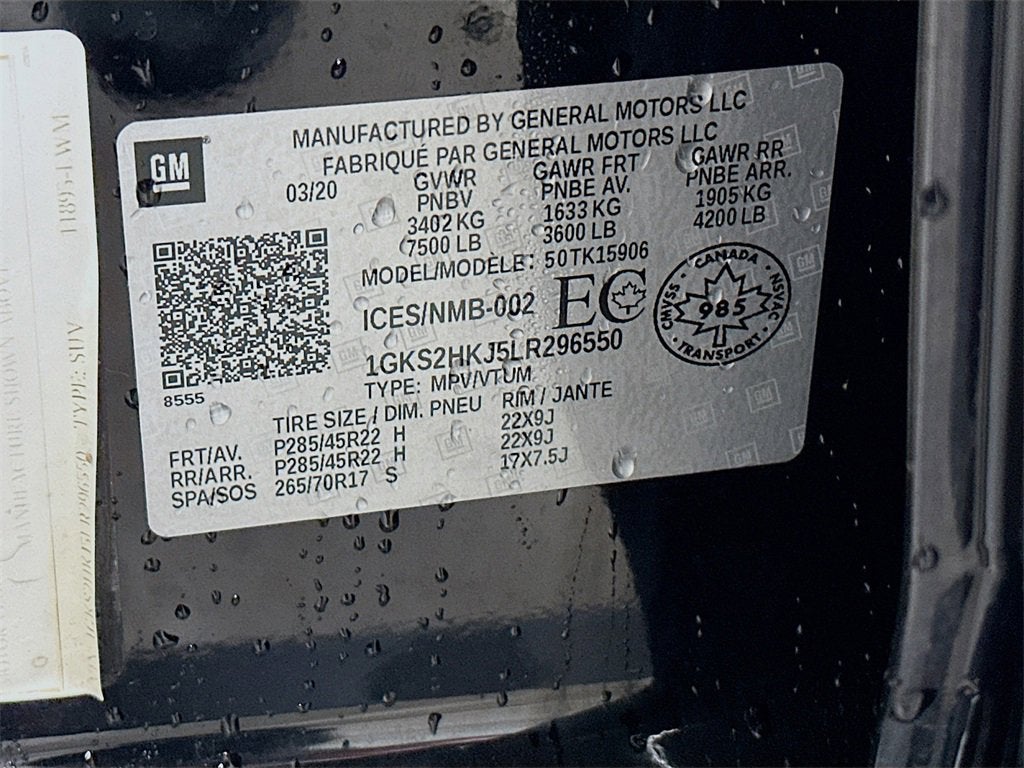 GM
MANUFACTURED BY GENERAL MOTORS LLC
FABRIQUÉ PAR GENERAL MOTORS LLC
03/20
GVWR GAWR FRT GAWR RR
PNBV PNBE AV. PNBE ARR.
3402 KG 1633 KG 1905 KG
7500 LB 3600 LB 4200 LB
MODEL/MODÈLE: 50TK15906
ICES/NMB-002 EC
CANADA
CMVSS 985 NSVAC
TRANSPORT
1GKS2HKJ5LR296550
8555
TYPE: MPV/VTUM
TIRE SIZE / DIM. PNEU RIM / JANTE
FRT/AV. P285/45R22 H 22X9J
RR/ARR. P285/45R22 H 22X9J
SPA/SOS 265/70R17 S 17X7.5J